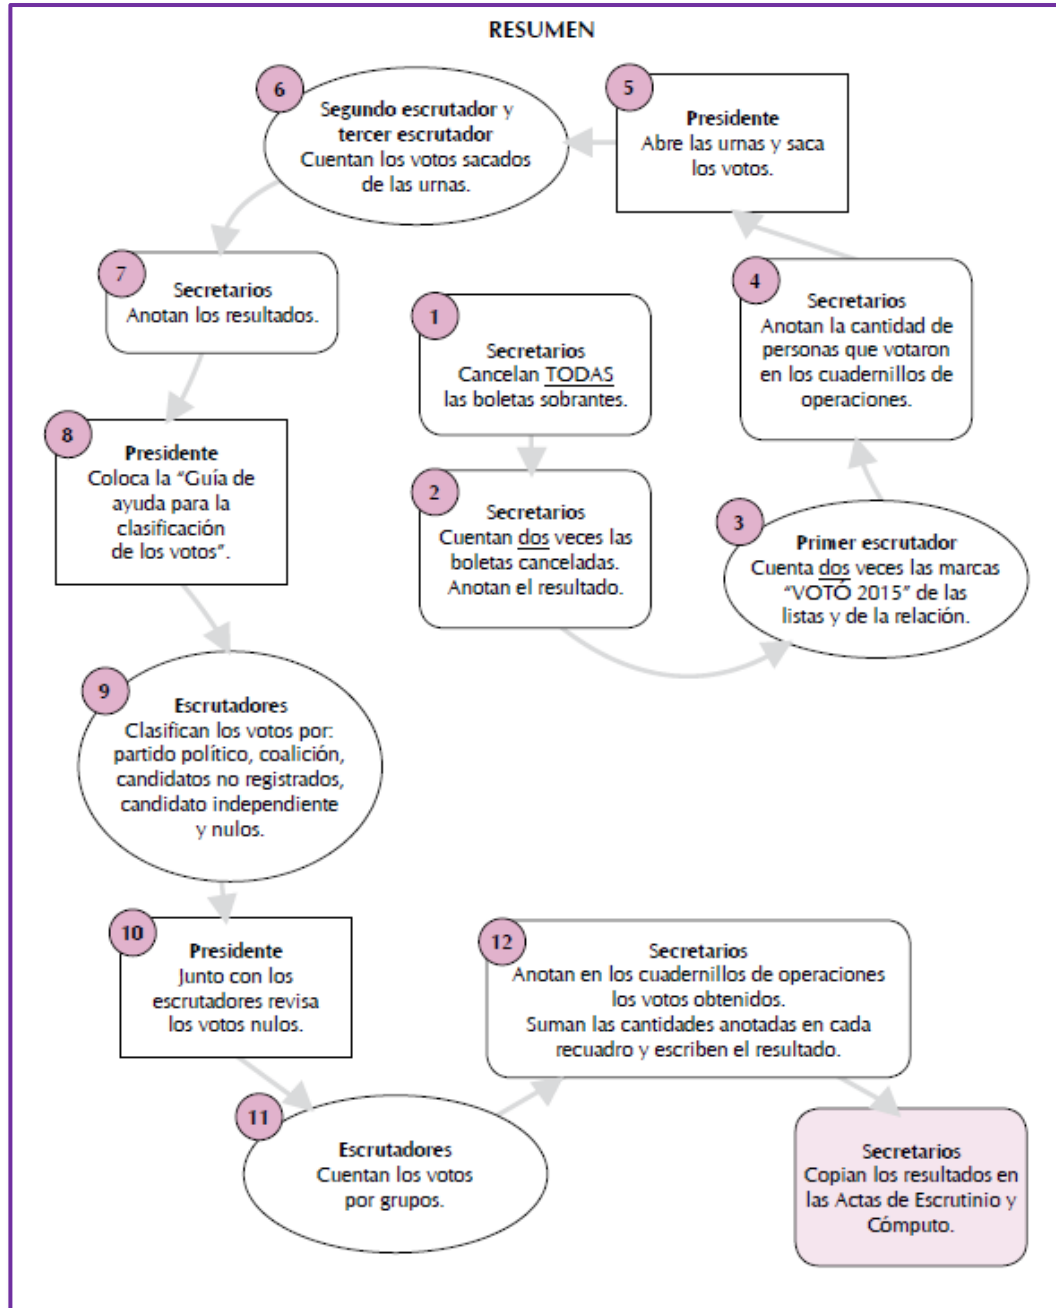 RESUMEN
1
Secretarios
Cancelan TODAS
las boletas sobrantes.
2
Secretarios
Cuentan dos veces las
boletas canceladas.
Anotan el resultado.
3
Primer escrutador
Cuenta dos veces las marcas
“VOTÓ 2015” de las
listas y de la relación.
4
Secretarios
Anotan la cantidad de
personas que votaron
en los cuadernillos de
operaciones.
5
Presidente
Abre las urnas y saca
los votos.
6
Segundo escrutador y
tercer escrutador
Cuentan los votos sacados
de las urnas.
7
Secretarios
Anotan los resultados.
8
Presidente
Coloca la “Guía de
ayuda para la
clasificación
de los votos”.
9
Escrutadores
Clasifican los votos por:
partido político, coalición,
candidatos no registrados,
candidato independiente
y nulos.
10
Presidente
Junto con los
escrutadores revisa
los votos nulos.
11
Escrutadores
Cuentan los votos
por grupos.
12
Secretarios
Anotan en los cuadernillos de operaciones
los votos obtenidos.
Suman las cantidades anotadas en cada
recuadro y escriben el resultado.
Secretarios
Copian los resultados en
las Actas de Escrutinio y
Cómputo.